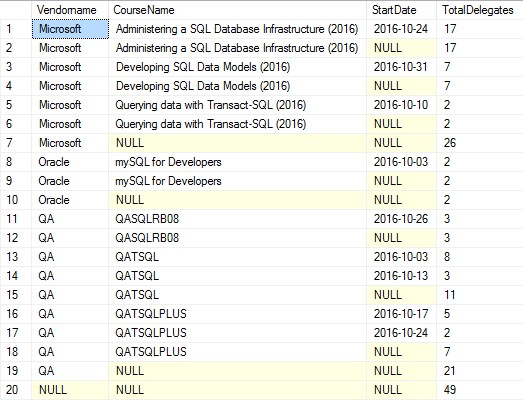 Vendorname CourseName StartDate TotalDelegates
1 Microsoft Administering a SQL Database Infrastructure (2016) 2016-10-24 17
2 Microsoft Administering a SQL Database Infrastructure (2016) NULL 17
3 Microsoft Developing SQL Data Models (2016) 2016-10-31 7
4 Microsoft Developing SQL Data Models (2016) NULL 7
5 Microsoft Querying data with Transact-SQL (2016) 2016-10-10 2
6 Microsoft Querying data with Transact-SQL (2016) NULL 2
7 Microsoft NULL NULL 26
8 Oracle mySQL for Developers 2016-10-03 2
9 Oracle mySQL for Developers NULL 2
10 Oracle NULL NULL 2
11 QA QASQLRB08 2016-10-26 3
12 QA QASQLRB08 NULL 3
13 QA QATSQL 2016-10-03 8
14 QA QATSQL 2016-10-13 3
15 QA QATSQL NULL 11
16 QA QATSQLPLUS 2016-10-17 5
17 QA QATSQLPLUS 2016-10-24 2
18 QA QATSQLPLUS NULL 7
19 QA NULL NULL 21
20 NULL NULL NULL 49